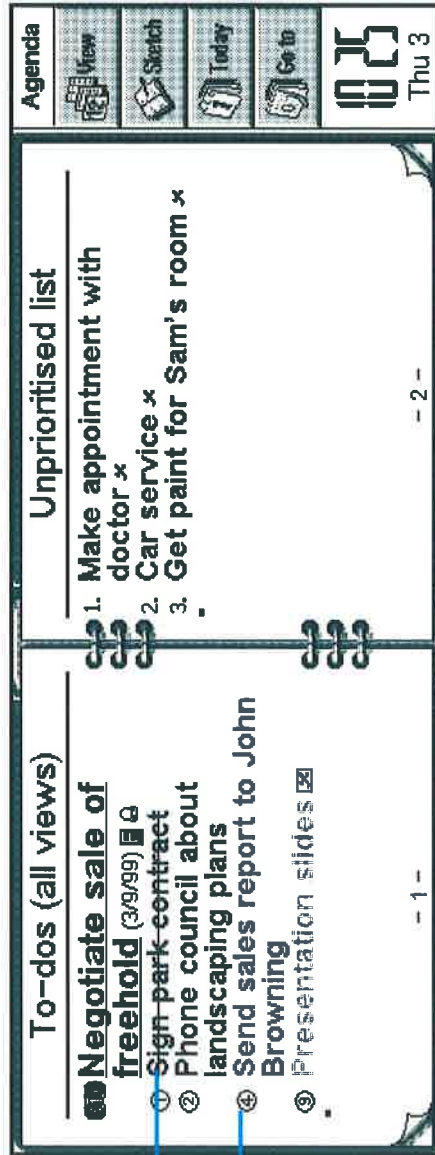 To-dos (all views)
Negotiate sale of
freehold (3/9/99)
① Sign park contract
② Phone council about
landscaping plans
④ Send sales report to John
Browning
⑨ Presentation slides
- 1 -
Unprioritised list
1. Make appointment with
doctor
2. Car service
3. Get paint for Sam's room
- 2 -
Agenda
View
Sketch
Today
Go to
10 25
Thu 3